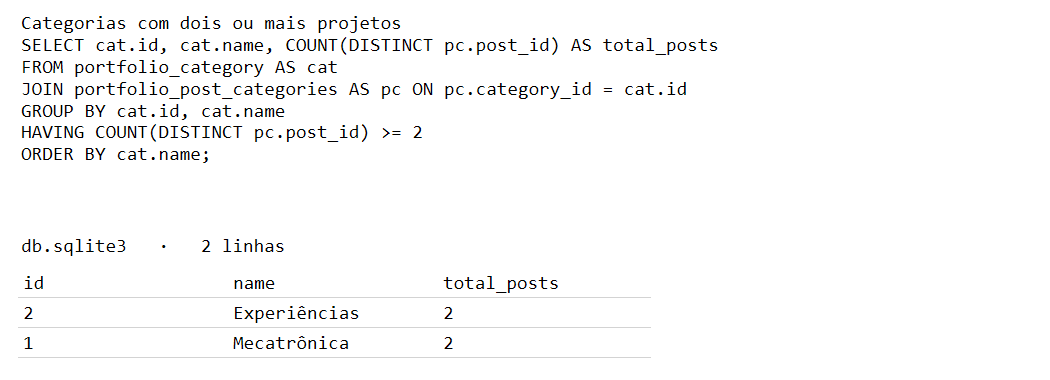 Categorias com dois ou mais projetos
SELECT cat.id, cat.name, COUNT(DISTINCT pc.post_id) AS total_posts
FROM portfolio_category AS cat
JOIN portfolio_post_categories AS pc ON pc.category_id = cat.id
GROUP BY cat.id, cat.name
HAVING COUNT(DISTINCT pc.post_id) >= 2
ORDER BY cat.name;
db.sqlite3 · 2 linhas
id name total_posts
2 Experiências 2
1 Mecatrônica 2